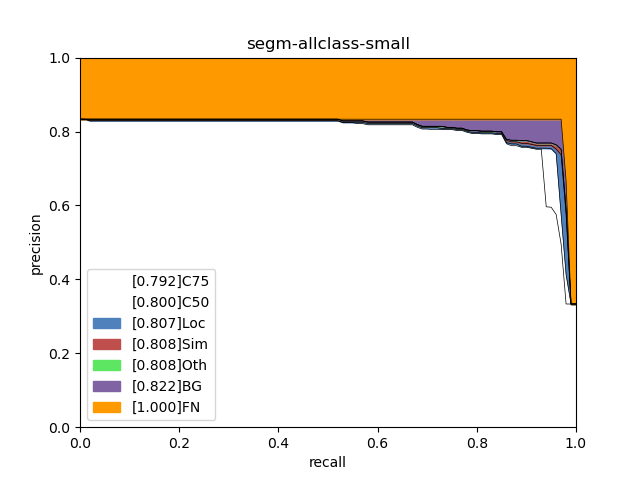 segm-allclass-small
1.0
0.8
0.6
0.4
0.2
0.0
precision
[0.792]C75
[0.800]C50
[0.807]Loc
[0.808]Sim
[0.808]Oth
[0.822]BG
[1.000]FN
0.0 0.2 0.4 0.6 0.8 1.0
recall